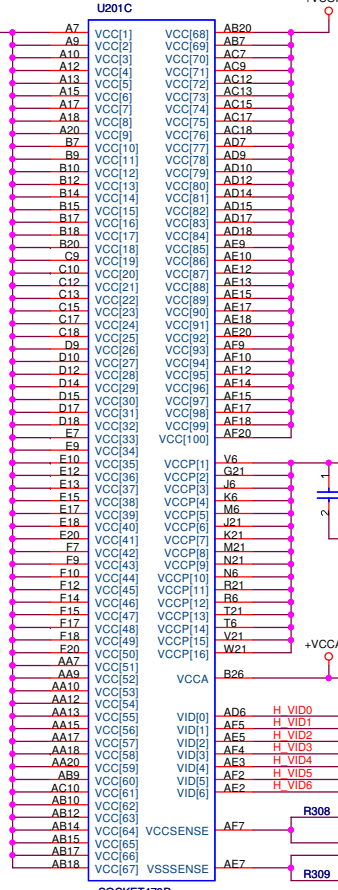 U201C
A7 VCC[1] VCC[68] AB20
A9 VCC[2] VCC[69] AB7
A10 VCC[3] VCC[70] AC7
A12 VCC[4] VCC[71] AC9
A13 VCC[5] VCC[72] AC12
A15 VCC[6] VCC[73] AC13
A17 VCC[7] VCC[74] AC15
A18 VCC[8] VCC[75] AC17
A20 VCC[9] VCC[76] AC18
B7 VCC[10] VCC[77] AD7
B9 VCC[11] VCC[78] AD9
B10 VCC[12] VCC[79] AD10
B12 VCC[13] VCC[80] AD12
B14 VCC[14] VCC[81] AD14
B15 VCC[15] VCC[82] AD15
B17 VCC[16] VCC[83] AD17
B18 VCC[17] VCC[84] AD18
B20 VCC[18] VCC[85] AE9
C9 VCC[19] VCC[86] AE10
C10 VCC[20] VCC[87] AE12
C12 VCC[21] VCC[88] AE13
C13 VCC[22] VCC[89] AE15
C15 VCC[23] VCC[90] AE17
C17 VCC[24] VCC[91] AE18
C18 VCC[25] VCC[92] AE20
D9 VCC[26] VCC[93] AF9
D10 VCC[27] VCC[94] AF10
D12 VCC[28] VCC[95] AF12
D14 VCC[29] VCC[96] AF14
D15 VCC[30] VCC[97] AF15
D17 VCC[31] VCC[98] AF17
D18 VCC[32] VCC[99] AF18
E7 VCC[33] VCC[100] AF20
E9 VCC[34]
E10 VCC[35] VCCP[1] V6
E12 VCC[36] VCCP[2] G21
E13 VCC[37] VCCP[3] J6 1
E15 VCC[38] VCCP[4] K6
E17 VCC[39] VCCP[5] M6 2
E18 VCC[40] VCCP[6] J21
E20 VCC[41] VCCP[7] K21
F7 VCC[42] VCCP[8] M21
F9 VCC[43] VCCP[9] N21
F10 VCC[44] VCCP[10] N6
F12 VCC[45] VCCP[11] R21
F14 VCC[46] VCCP[12] R6
F15 VCC[47] VCCP[13] T21
F17 VCC[48] VCCP[14] T6
F18 VCC[49] VCCP[15] V21
F20 VCC[50] VCCP[16] W21 +VCCA
AA7 VCC[51]
AA9 VCC[52] VCCA B26
AA10 VCC[53]
AA12 VCC[54]
AA13 VCC[55] VID[0] AD6 H_VID0
AA15 VCC[56] VID[1] AF5 H_VID1
AA17 VCC[57] VID[2] AE5 H_VID2
AA18 VCC[58] VID[3] AF4 H_VID3
AA20 VCC[59] VID[4] AE3 H_VID4
AB9 VCC[60] VID[5] AF2 H_VID5
AC10 VCC[61] VID[6] AE2 H_VID6
AB10 VCC[62]
AB12 VCC[63] R308
AB14 VCC[64] VCCSENSE AF7
AB15 VCC[65]
AB17 VCC[66]
AB18 VCC[67] VSSSENSE AE7
R309